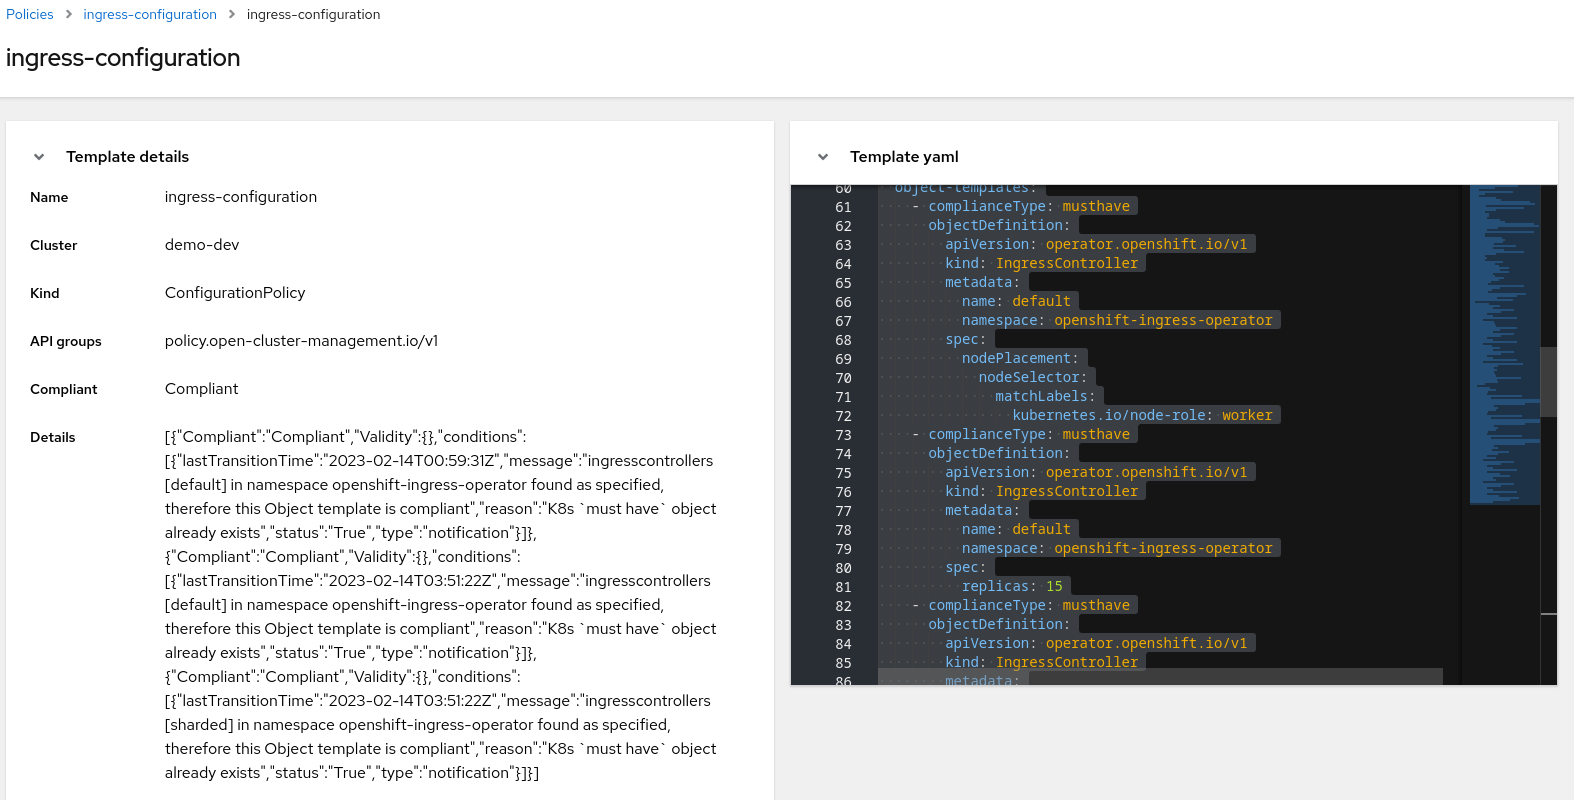 Policies > ingress-configuration > ingress-configuration
ingress-configuration
Template details
Name ingress-configuration
Cluster demo-dev
Kind ConfigurationPolicy
API groups policy.open-cluster-management.io/v1
Compliant Compliant
Details [{"Compliant":"Compliant","Validity":{},"conditions":
[{"lastTransitionTime":"2023-02-14T00:59:31Z","message":"ingresscontrollers
[default] in namespace openshift-ingress-operator found as specified,
therefore this Object template is compliant","reason":"K8s `must have` object
already exists","status":"True","type":"notification"}]},
{"Compliant":"Compliant","Validity":{},"conditions":
[{"lastTransitionTime":"2023-02-14T03:51:22Z","message":"ingresscontrollers
[default] in namespace openshift-ingress-operator found as specified,
therefore this Object template is compliant","reason":"K8s `must have` object
already exists","status":"True","type":"notification"}]},
{"Compliant":"Compliant","Validity":{},"conditions":
[{"lastTransitionTime":"2023-02-14T03:51:22Z","message":"ingresscontrollers
[sharded] in namespace openshift-ingress-operator found as specified,
therefore this Object template is compliant","reason":"K8s `must have` object
already exists","status":"True","type":"notification"}]}]
Template yaml
60 object-templates:
61 - complianceType: musthave
62 objectDefinition:
63 apiVersion: operator.openshift.io/v1
64 kind: IngressController
65 metadata:
66 name: default
67 namespace: openshift-ingress-operator
68 spec:
69 nodePlacement:
70 nodeSelector:
71 matchLabels:
72 kubernetes.io/node-role: worker
73 - complianceType: musthave
74 objectDefinition:
75 apiVersion: operator.openshift.io/v1
76 kind: IngressController
77 metadata:
78 name: default
79 namespace: openshift-ingress-operator
80 spec:
81 replicas: 15
82 - complianceType: musthave
83 objectDefinition:
84 apiVersion: operator.openshift.io/v1
85 kind: IngressController
86 metadata: